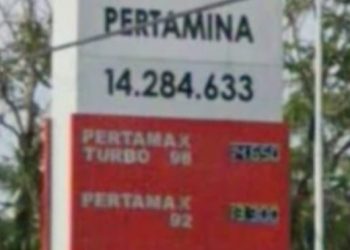 PERTAMINA
14.284.633
PERTAMAX
TURBO 98
PERTAMAX
92